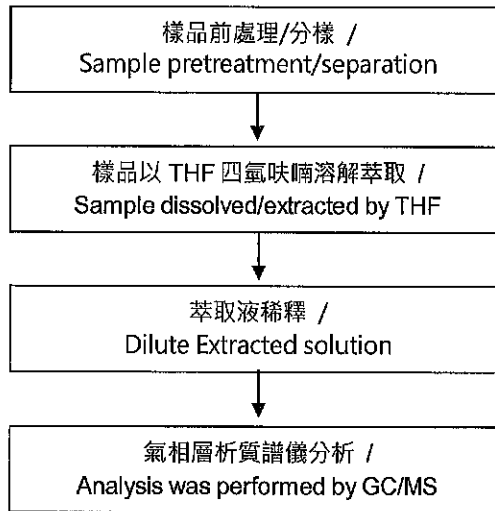 樣品前處理/分樣 /
Sample pretreatment/separation
樣品以 THF 四氫呋喃溶解萃取 /
Sample dissolved/extracted by THF
萃取液稀釋 /
Dilute Extracted solution
氣相層析質譜儀分析 /
Analysis was performed by GC/MS